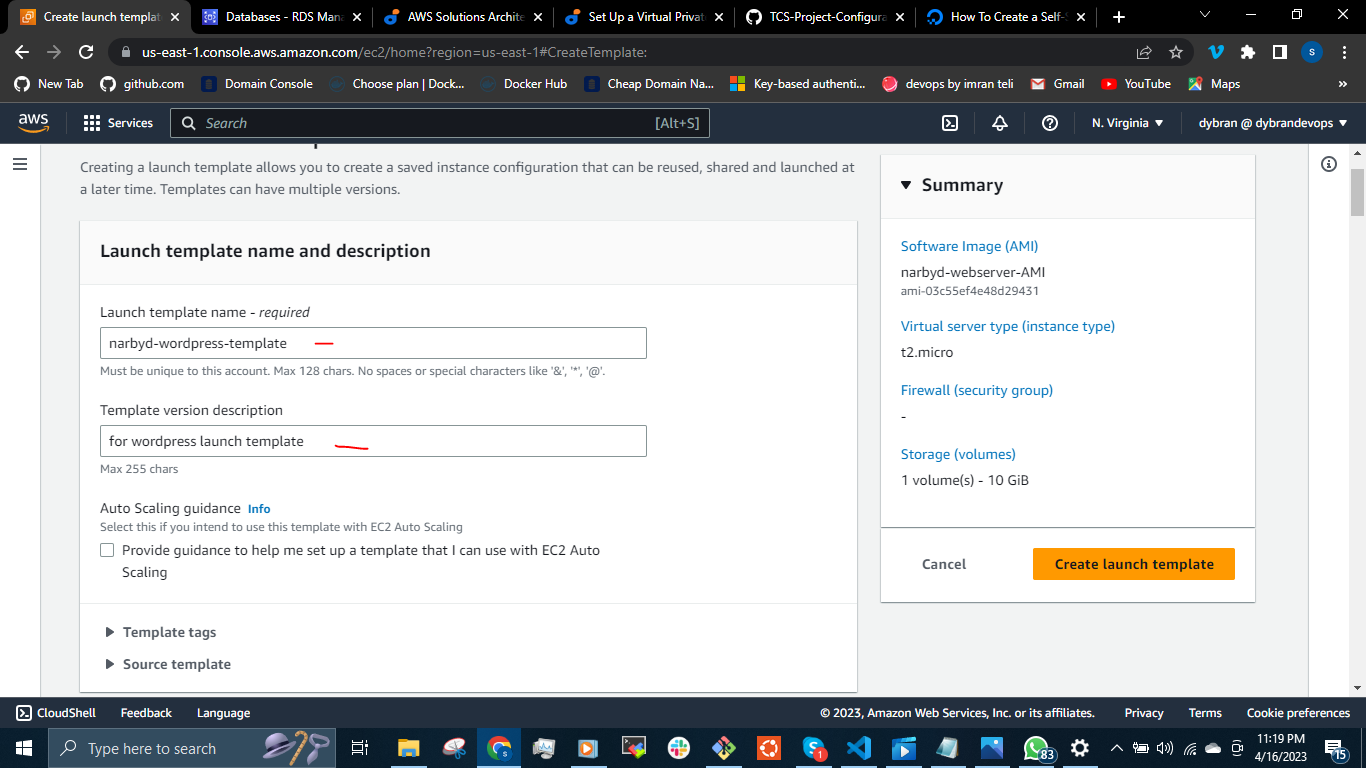 Create launch templat
Databases - RDS Mana
AWS Solutions Archite
Set Up a Virtual Privat
TCS-Project-Configura
How To Create a Self-S
us-east-1.console.aws.amazon.com/ec2/home?region=us-east-1#CreateTemplate:
S
New Tab
github.com
Domain Console
Choose plan | Dock...
Docker Hub
Cheap Domain Na...
Key-based authenti...
devops by imran teli
Gmail
YouTube
Maps
»
aws
Services
Search
[Alt+S]
N. Virginia
dybran @ dybrandevops
Creating a launch template allows you to create a saved instance configuration that can be reused, shared and launched at
a later time. Templates can have multiple versions.
Launch template name and description
Launch template name - required
narbyd-wordpress-template
Must be unique to this account. Max 128 chars. No spaces or special characters like '&', '*', '@'.
Template version description
for wordpress launch template
Max 255 chars
Auto Scaling guidance Info
Select this if you intend to use this template with EC2 Auto Scaling
Provide guidance to help me set up a template that I can use with EC2 Auto
Scaling
Template tags
Source template
Summary
Software Image (AMI)
narbyd-webserver-AMI
ami-03c55ef4e48d29431
Virtual server type (instance type)
t2.micro
Firewall (security group)
-
Storage (volumes)
1 volume(s) - 10 GiB
Cancel
Create launch template
CloudShell
Feedback
Language
© 2023, Amazon Web Services, Inc. or its affiliates.
Privacy
Terms
Cookie preferences
Type here to search
1
83
11:19 PM
4/16/2023
15